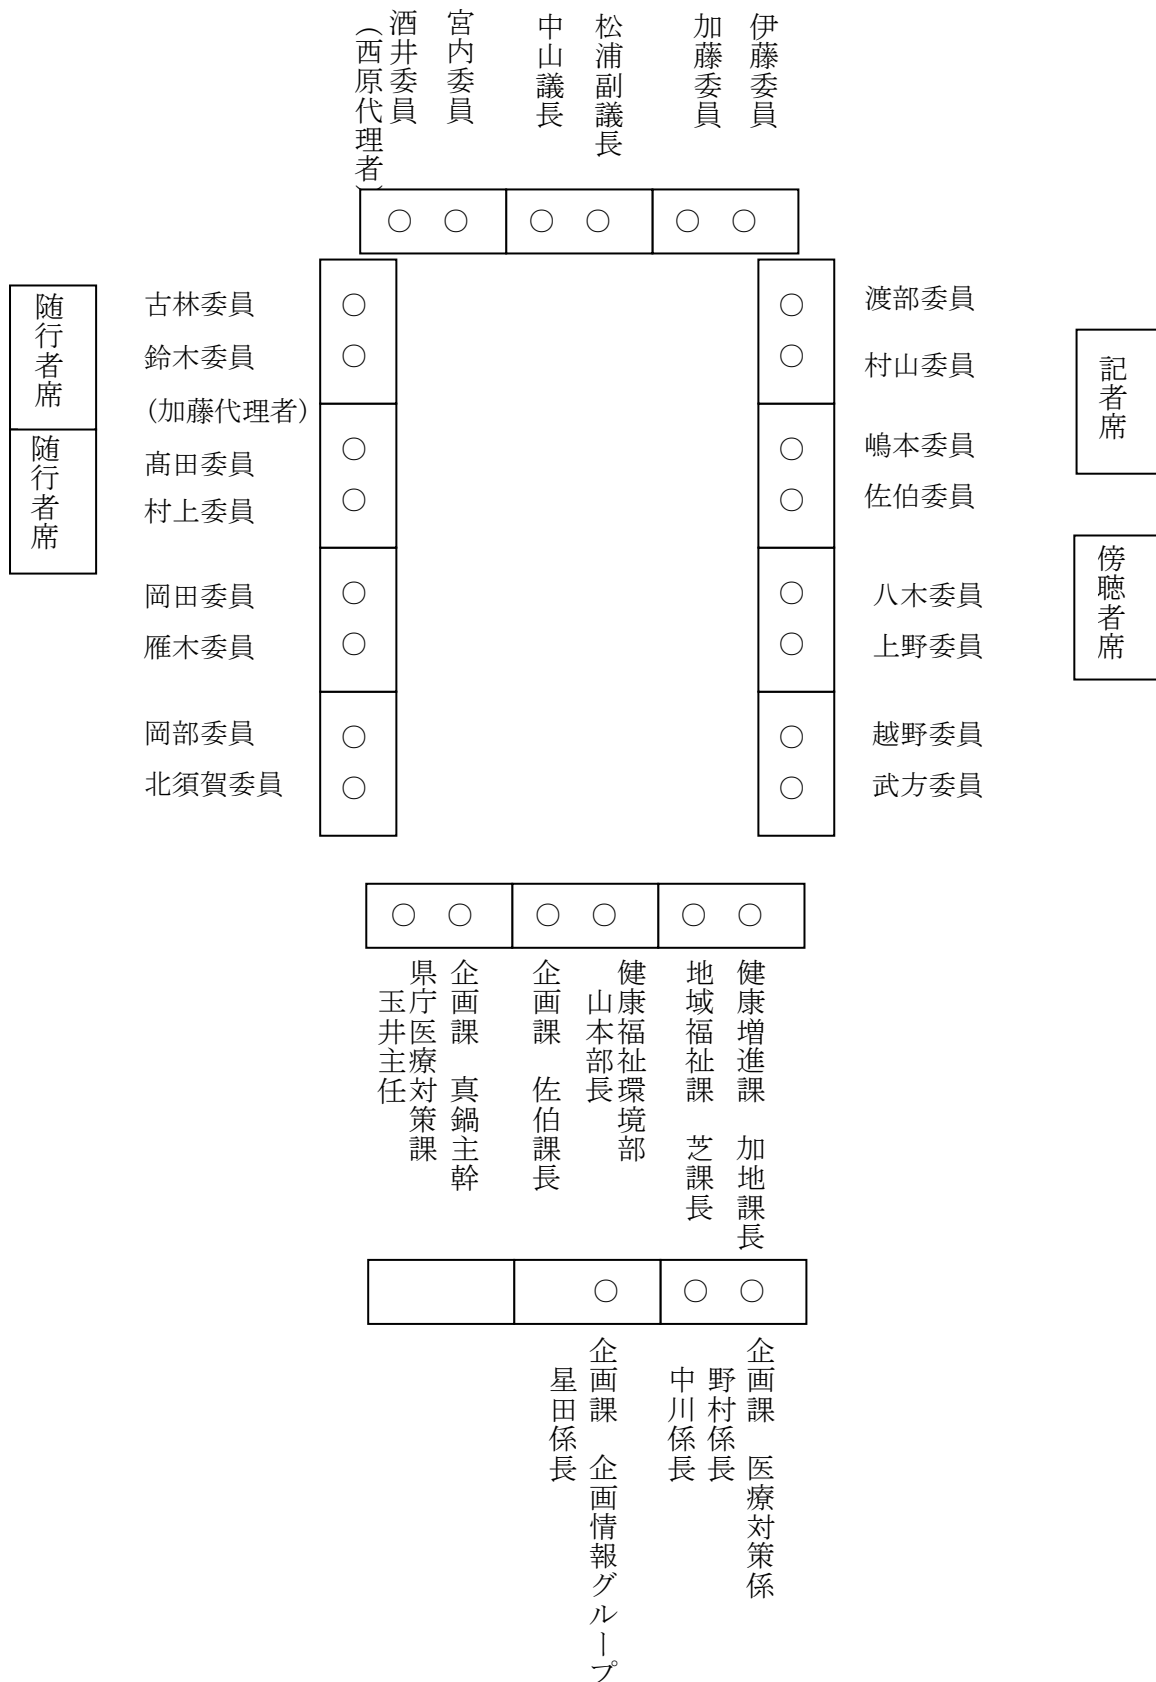 伊藤委員
加藤委員
松浦副議長
中山議長
宮内委員
酒井委員
(西原代理者)
○ ○ ○ ○ ○ ○
随行者席
随行者席
古林委員 ○
鈴木委員 ○
(加藤代理者)
髙田委員 ○
村上委員 ○
岡田委員 ○
雁木委員 ○
岡部委員 ○
北須賀委員 ○
○ 渡部委員
○ 村山委員
○ 嶋本委員
○ 佐伯委員
○ 八木委員
○ 上野委員
○ 越野委員
○ 武方委員
記者席
傍聴者席
○ ○ ○ ○ ○ ○
健康増進課 加地課長
地域福祉課 芝課長
健康福祉環境部
山本部長
企画課 佐伯課長
企画課 真鍋主幹
県庁医療対策課
玉井主任
○ ○ ○
企画課 医療対策係
野村係長
中川係長
企画課 企画情報グループ
星田係長